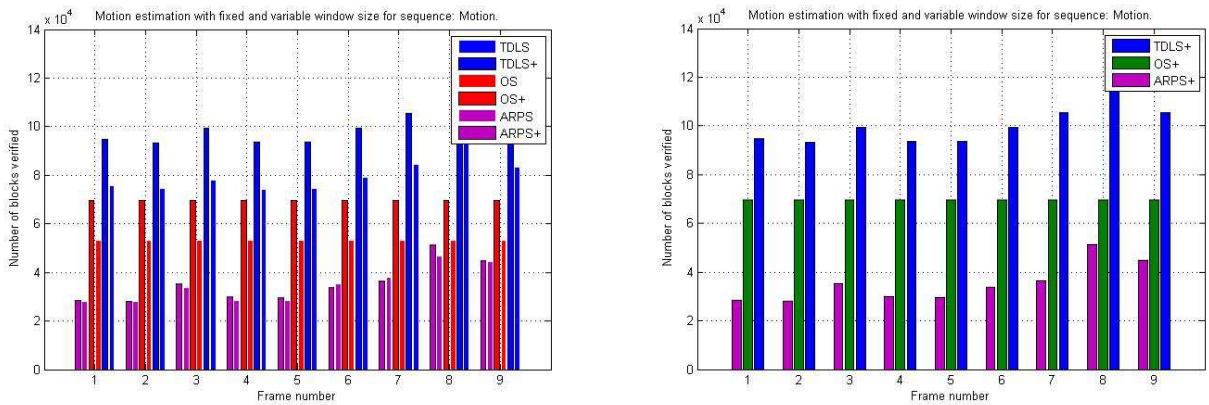 Motion estimation with fixed and variable window size for sequence: Motion.
x 10^4
14
12
10
8
6
4
2
0
Number of blocks verified
TDLS
TDLS+
OS
OS+
ARPS
ARPS+
1 2 3 4 5 6 7 8 9
Frame number
Motion estimation with fixed and variable window size for sequence: Motion.
x 10^4
14
12
10
8
6
4
2
0
Number of blocks verified
TDLS+
OS+
ARPS+
1 2 3 4 5 6 7 8 9
Frame number